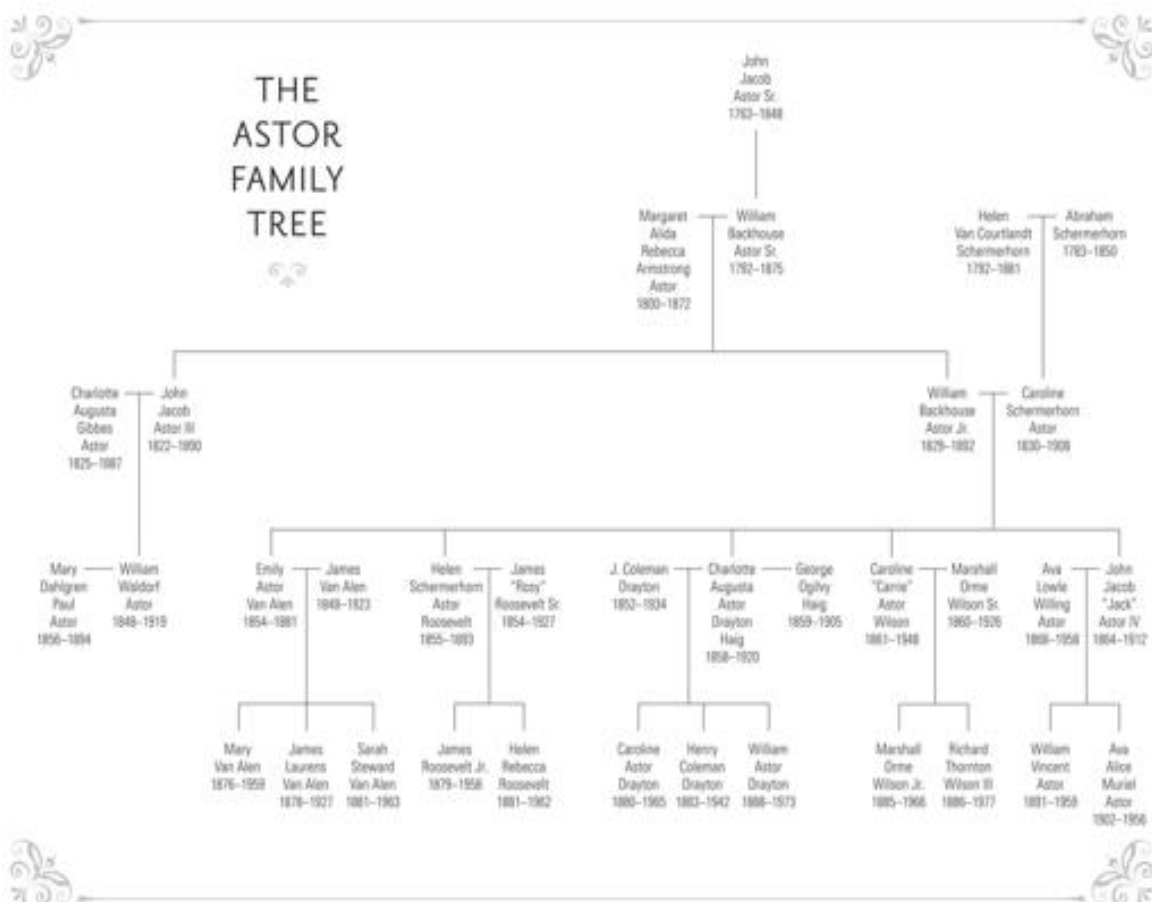 THE
ASTOR
FAMILY
TREE
John
Jacob
Astor Sr.
1763–1848
Margaret
Alida
Rebecca
Armstrong
Astor
1800–1872
William
Backhouse
Astor Sr.
1792–1875
Helen
Van Courtlandt
Schermerhorn
1792–1881
Abraham
Schermerhorn
1783–1850
Charlotte
Augusta
Gibbes
Astor
1825–1887
John
Jacob
Astor III
1822–1890
William
Backhouse
Astor Jr.
1829–1892
Caroline
Schermerhorn
Astor
1830–1908
Mary
Dahlgren
Paul
Astor
1856–1894
William
Waldorf
Astor
1848–1919
Emily
Astor
Van Alen
1854–1881
James
Van Alen
1848–1923
Helen
Schermerhorn
Astor
Roosevelt
1855–1893
James
"Rosy"
Roosevelt Sr.
1854–1927
J. Coleman
Drayton
1852–1934
Charlotte
Augusta
Astor
Drayton
Haig
1858–1920
George
Ogilvy
Haig
1859–1905
Caroline
"Carrie"
Astor
Wilson
1861–1948
Marshall
Orme
Wilson Sr.
1860–1926
Ava
Lowle
Willing
Astor
1868–1958
John
Jacob
"Jack"
Astor IV
1864–1912
Mary
Van Alen
1876–1959
James
Laurens
Van Alen
1878–1927
Sarah
Steward
Van Alen
1881–1963
James
Roosevelt Jr.
1879–1958
Helen
Rebecca
Roosevelt
1881–1962
Caroline
Astor
Drayton
1880–1965
Henry
Coleman
Drayton
1883–1942
William
Astor
Drayton
1888–1973
Marshall
Orme
Wilson Jr.
1885–1966
Richard
Thornton
Wilson III
1886–1977
William
Vincent
Astor
1891–1959
Ava
Alice
Muriel
Astor
1902–1956